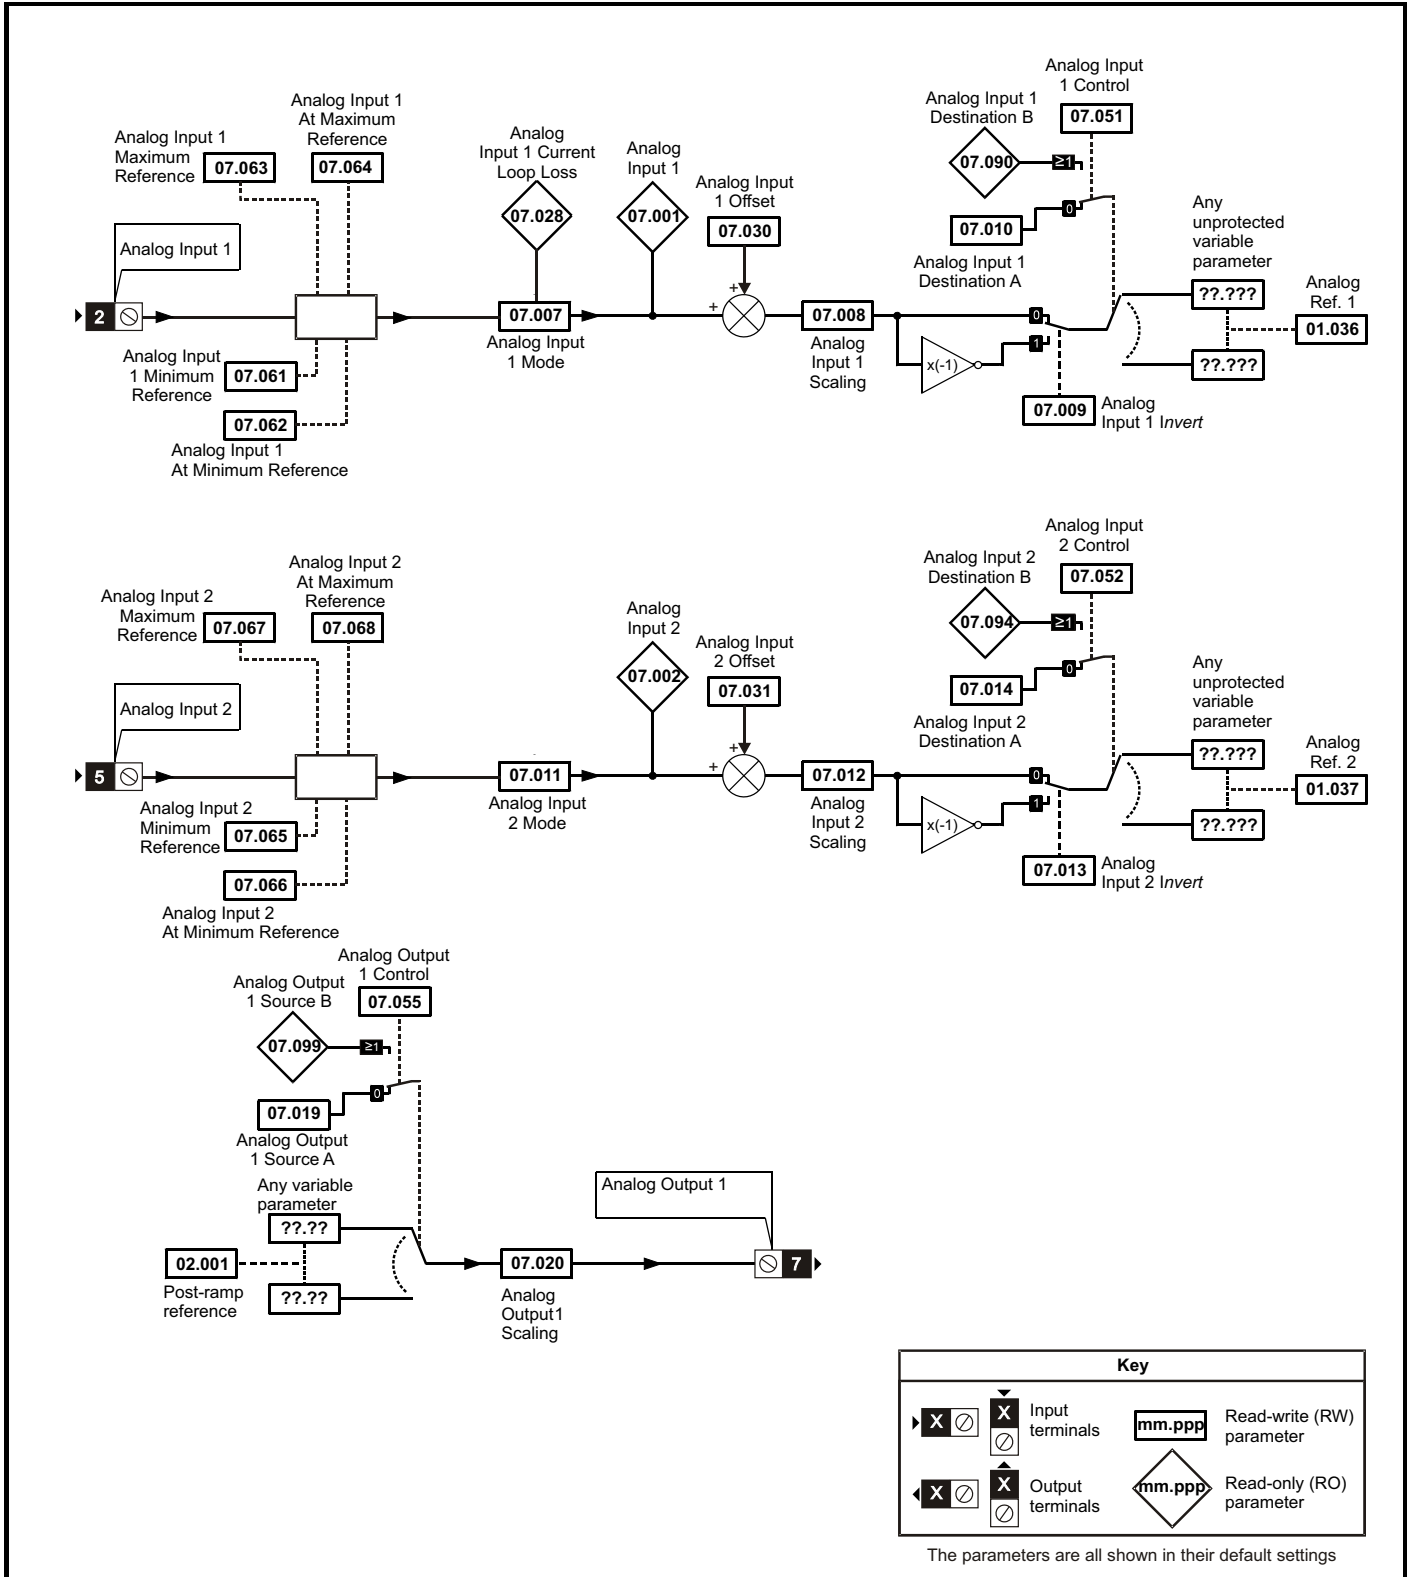 Analog Input 1
Maximum
Reference
07.063
Analog Input 1
At Maximum
Reference
07.064
Analog
Input 1 Current
Loop Loss
07.028
Analog
Input 1
07.001
Analog Input
1 Offset
07.030
Analog Input 1
Destination B
07.090
≥1
Analog Input
1 Control
07.051
0
07.010
Analog Input 1
Destination A
Any
unprotected
variable
parameter
??.???
??.???
Analog
Ref. 1
01.036
Analog Input 1
2
07.007
Analog Input
1 Mode
+
+
07.008
Analog
Input 1
Scaling
x(-1)
0
1
07.009
Analog
Input 1 Invert
Analog Input
1 Minimum
Reference
07.061
07.062
Analog Input 1
At Minimum Reference
Analog Input 2
Maximum
Reference
07.067
Analog Input 2
At Maximum
Reference
07.068
Analog
Input 2
07.002
Analog Input
2 Offset
07.031
Analog Input 2
Destination B
07.094
≥1
Analog Input
2 Control
07.052
0
07.014
Analog Input 2
Destination A
Any
unprotected
variable
parameter
??.???
??.???
Analog
Ref. 2
01.037
Analog Input 2
5
07.011
Analog Input
2 Mode
+
+
07.012
Analog
Input 2
Scaling
x(-1)
0
1
07.013
Analog
Input 2 Invert
Analog Input 2
Minimum
Reference
07.065
07.066
Analog Input 2
At Minimum Reference
Analog Output
1 Source B
07.099
≥1
Analog Output
1 Control
07.055
0
07.019
Analog Output
1 Source A
Any variable
parameter
??.??
??.??
02.001
Post-ramp
reference
07.020
Analog
Output1
Scaling
Analog Output 1
7
Key
X
X
Input
terminals
mm.ppp
Read-write (RW)
parameter
X
X
Output
terminals
mm.ppp
Read-only (RO)
parameter
The parameters are all shown in their default settings